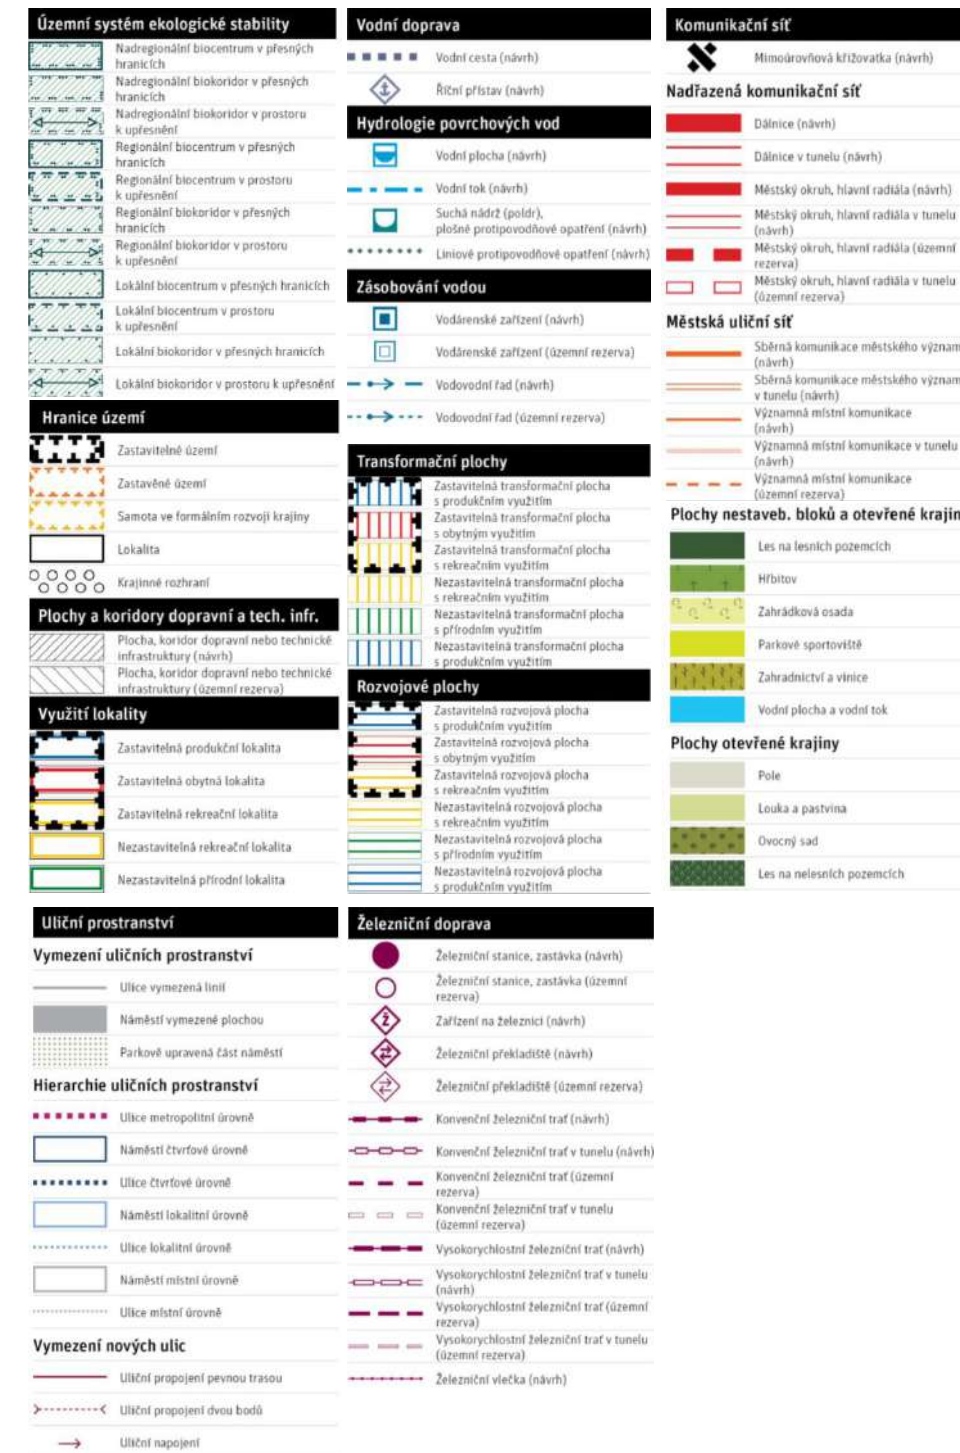 Územní systém ekologické stability
Nadregionální biocentrum v přesných
hranicích
Nadregionální biokoridor v přesných
hranicích
Nadregionální biokoridor v prostoru
k upřesnění
Regionální biocentrum v přesných
hranicích
Regionální biocentrum v prostoru
k upřesnění
Regionální biokoridor v přesných
hranicích
Regionální biokoridor v prostoru
k upřesnění
Lokální biocentrum v přesných hranicích
Lokální biocentrum v prostoru
k upřesnění
Lokální biokoridor v přesných hranicích
Lokální biokoridor v prostoru k upřesnění
Hranice území
Zastavitelné území
Zastavěné území
Samota ve formálním rozvoji krajiny
Lokalita
Krajinné rozhraní
Plochy a koridory dopravní a tech. infr.
Plocha, koridor dopravní nebo technické
infrastruktury (návrh)
Plocha, koridor dopravní nebo technické
infrastruktury (územní rezerva)
Využití lokality
Zastavitelná produkční lokalita
Zastavitelná obytná lokalita
Zastavitelná rekreační lokalita
Nezastavitelná rekreační lokalita
Nezastavitelná přírodní lokalita
Vodní doprava
Vodní cesta (návrh)
Říční přístav (návrh)
Hydrologie povrchových vod
Vodní plocha (návrh)
Vodní tok (návrh)
Suchá nádrž (poldr),
plošné protipovodňové opatření (návrh)
Liniové protipovodňové opatření (návrh)
Zásobování vodou
Vodárenské zařízení (návrh)
Vodárenské zařízení (územní rezerva)
Vodovodní řad (návrh)
Vodovodní řad (územní rezerva)
Transformační plochy
Zastavitelná transformační plocha
s produkčním využitím
Zastavitelná transformační plocha
s obytným využitím
Zastavitelná transformační plocha
s rekreačním využitím
Nezastavitelná transformační plocha
s rekreačním využitím
Nezastavitelná transformační plocha
s přírodním využitím
Nezastavitelná transformační plocha
s produkčním využitím
Rozvojové plochy
Zastavitelná rozvojová plocha
s produkčním využitím
Zastavitelná rozvojová plocha
s obytným využitím
Zastavitelná rozvojová plocha
s rekreačním využitím
Nezastavitelná rozvojová plocha
s rekreačním využitím
Nezastavitelná rozvojová plocha
s přírodním využitím
Nezastavitelná rozvojová plocha
s produkčním využitím
Komunikační síť
Mimoúrovňová křižovatka (návrh)
Nadřazená komunikační síť
Dálnice (návrh)
Dálnice v tunelu (návrh)
Městský okruh, hlavní radiála (návrh)
Městský okruh, hlavní radiála v tunelu
(návrh)
Městský okruh, hlavní radiála (územní
rezerva)
Městský okruh, hlavní radiála v tunelu
(územní rezerva)
Městská uliční síť
Sběrná komunikace městského význam
(návrh)
Sběrná komunikace městského význam
v tunelu (návrh)
Významná místní komunikace
(návrh)
Významná místní komunikace v tunelu
(návrh)
Významná místní komunikace
(územní rezerva)
Plochy nestaveb. bloků a otevřené krajin
Les na lesních pozemcích
Hřbitov
Zahrádková osada
Parkové sportoviště
Zahradnictví a vinice
Vodní plocha a vodní tok
Plochy otevřené krajiny
Pole
Louka a pastvina
Ovocný sad
Les na nelesních pozemcích
Uliční prostranství
Vymezení uličních prostranství
Ulice vymezená linií
Náměstí vymezené plochou
Parkově upravená část náměstí
Hierarchie uličních prostranství
Ulice metropolitní úrovně
Náměstí čtvrťové úrovně
Ulice čtvrťové úrovně
Náměstí lokalitní úrovně
Ulice lokalitní úrovně
Náměstí místní úrovně
Ulice místní úrovně
Vymezení nových ulic
Uliční propojení pevnou trasou
Uliční propojení dvou bodů
Uliční napojení
Železniční doprava
Železniční stanice, zastávka (návrh)
Železniční stanice, zastávka (územní
rezerva)
Ž
Zařízení na železnici (návrh)
Železniční překladiště (návrh)
Železniční překladiště (územní rezerva)
Konvenční železniční trať (návrh)
Konvenční železniční trať v tunelu (návrh)
Konvenční železniční trať (územní
rezerva)
Konvenční železniční trať v tunelu
(územní rezerva)
Vysokorychlostní železniční trať (návrh)
Vysokorychlostní železniční trať v tunelu
(návrh)
Vysokorychlostní železniční trať (územní
rezerva)
Vysokorychlostní železniční trať v tunelu
(územní rezerva)
Železniční vlečka (návrh)